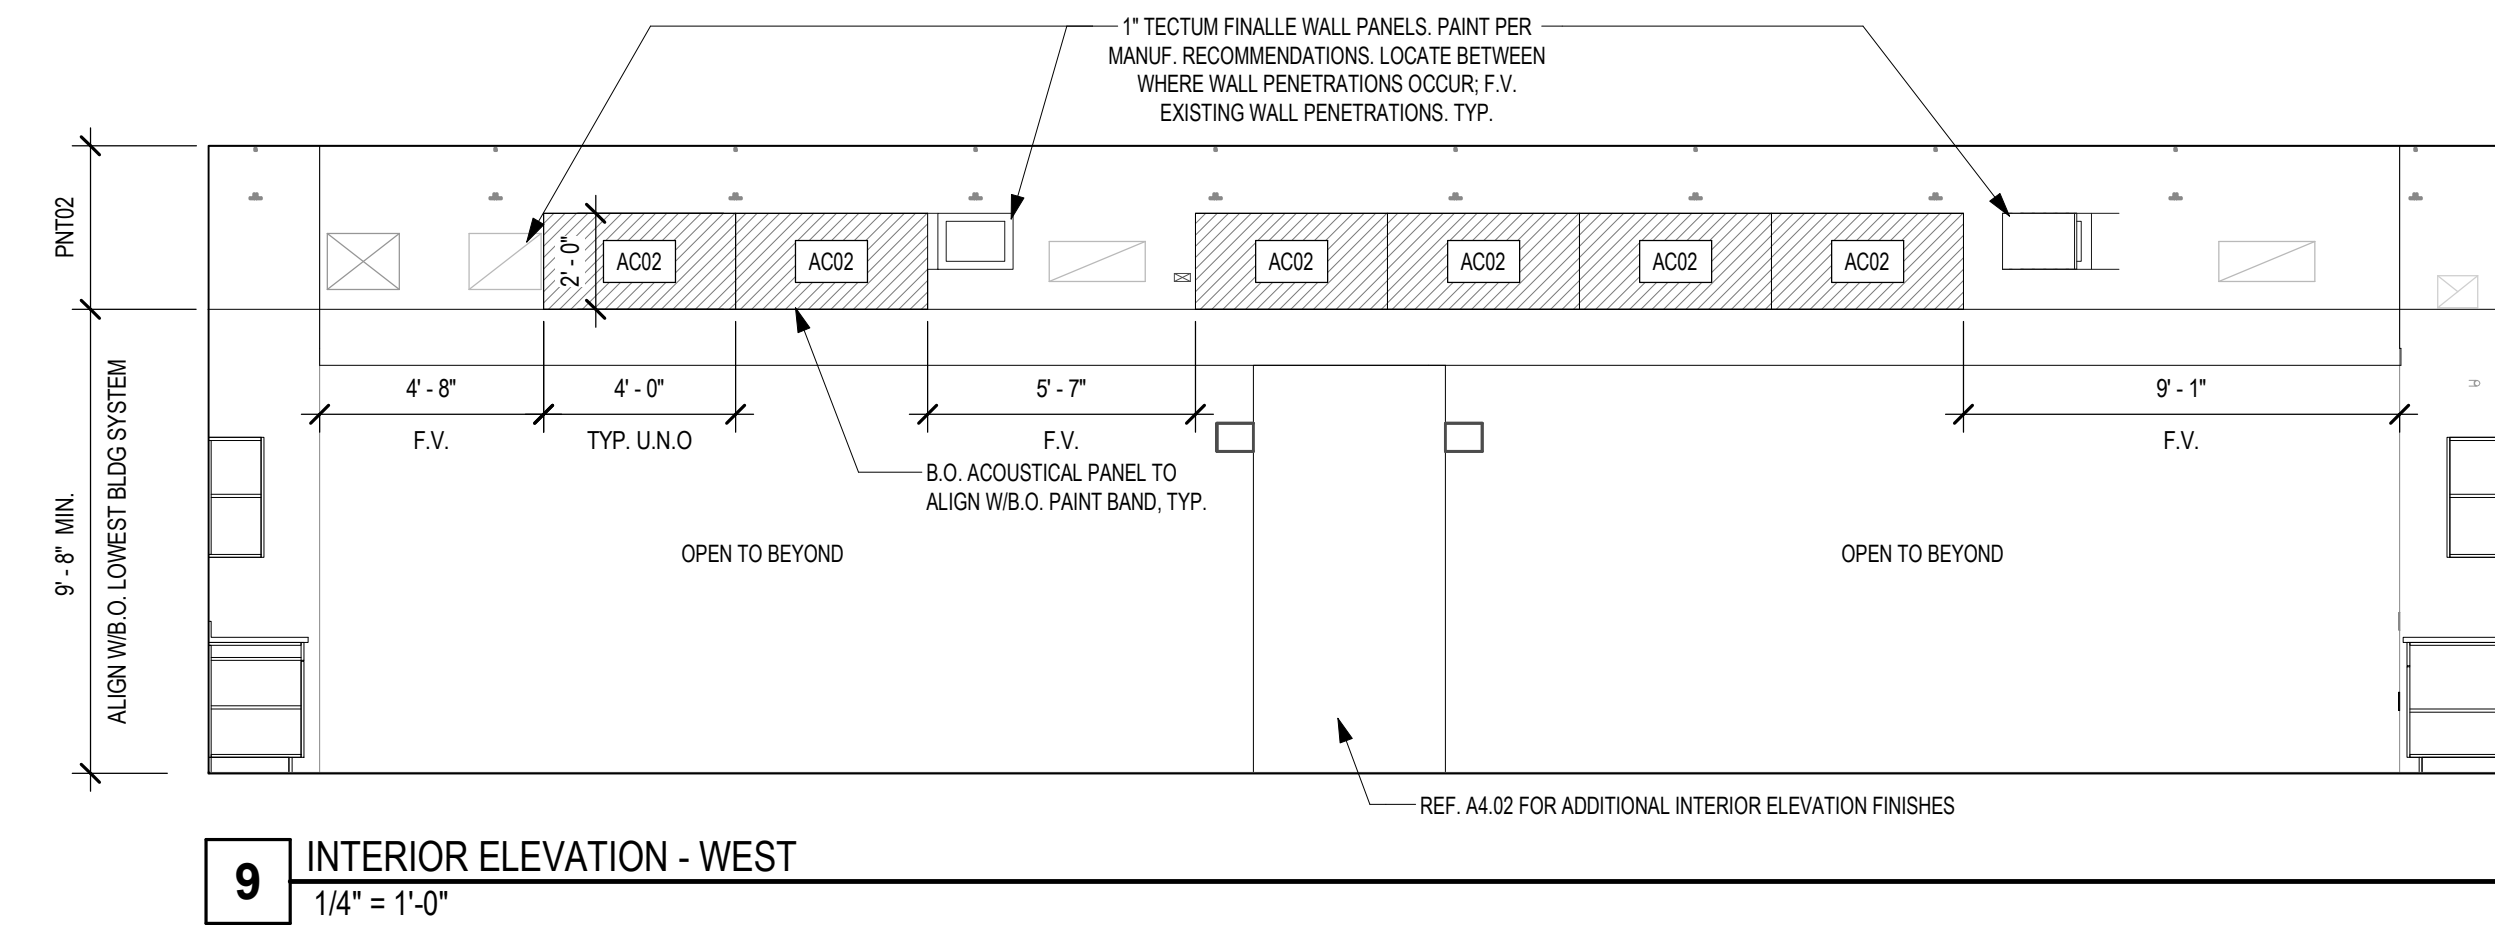 1" TECTUM FINALLE WALL PANELS. PAINT PER
MANUF. RECOMMENDATIONS. LOCATE BETWEEN
WHERE WALL PENETRATIONS OCCUR; F.V.
EXISTING WALL PENETRATIONS. TYP.
PNT02
2' - 0"
AC02
AC02
AC02
AC02
AC02
AC02
9' - 8" MIN.
ALIGN W/B.O. LOWEST BLDG SYSTEM
4' - 8"
F.V.
4' - 0"
TYP. U.N.O
5' - 7"
F.V.
9' - 1"
F.V.
B.O. ACOUSTICAL PANEL TO
ALIGN W/B.O. PAINT BAND, TYP.
OPEN TO BEYOND
OPEN TO BEYOND
REF. A4.02 FOR ADDITIONAL INTERIOR ELEVATION FINISHES
9
INTERIOR ELEVATION - WEST
1/4" = 1'-0"